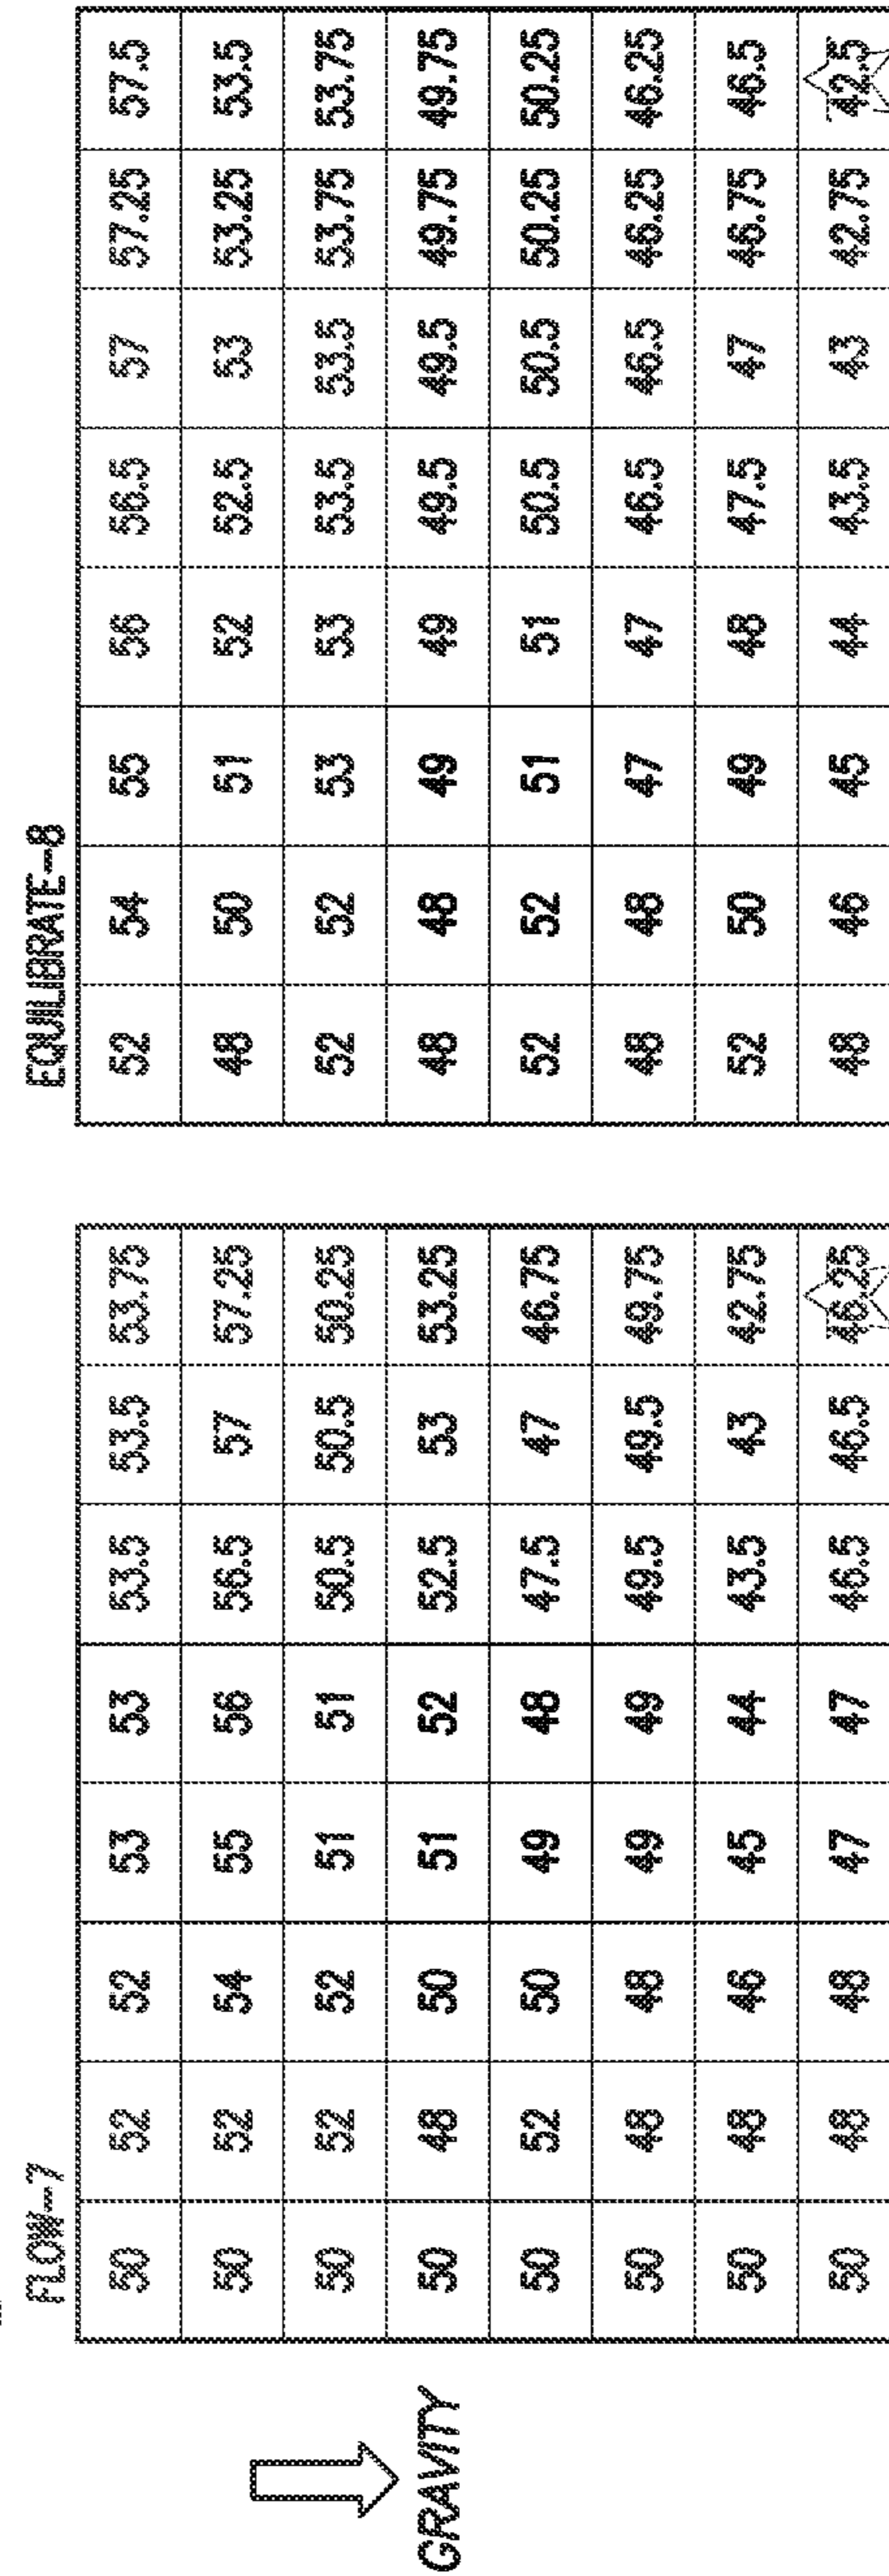 GRAVITY
FLOW-7
50 52 52 53 53 53.5 53.5 53.75
50 52 54 55 56 56.5 57 57.25
50 52 52 51 51 50.5 50.5 50.25
50 48 50 51 52 52.5 53 53.25
50 52 50 49 48 47.5 47 46.75
50 48 48 49 49 49.5 49.5 49.75
50 48 46 45 44 43.5 43 42.75
50 48 48 47 47 46.5 46.5 46.25
EQUILIBRATE-8
52 54 55 56 56.5 57 57.25 57.5
48 50 51 52 52.5 53 53.25 53.5
52 52 53 53 53.5 53.5 53.75 53.75
48 48 49 49 49.5 49.5 49.75 49.75
52 52 51 51 50.5 50.5 50.25 50.25
48 48 47 47 46.5 46.5 46.25 46.25
52 50 49 48 47.5 47 46.75 46.5
48 46 45 44 43.5 43 42.75 42.5